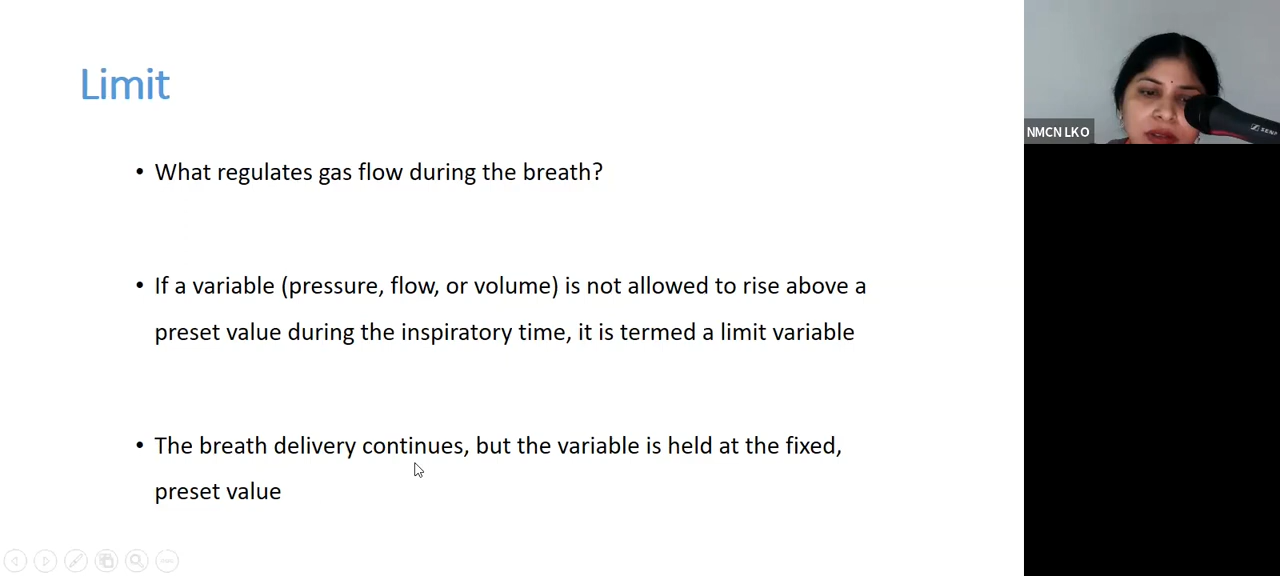 Limit
• What regulates gas flow during the breath?
• If a variable (pressure, flow, or volume) is not allowed to rise above a
preset value during the inspiratory time, it is termed a limit variable
• The breath delivery continues, but the variable is held at the fixed,
preset value
NMCN LKO